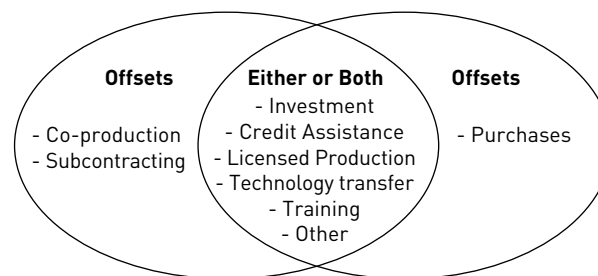 Offsets
- Co-production
- Subcontracting
Either or Both
- Investment
- Credit Assistance
- Licensed Production
- Technology transfer
- Training
- Other
Offsets
- Purchases